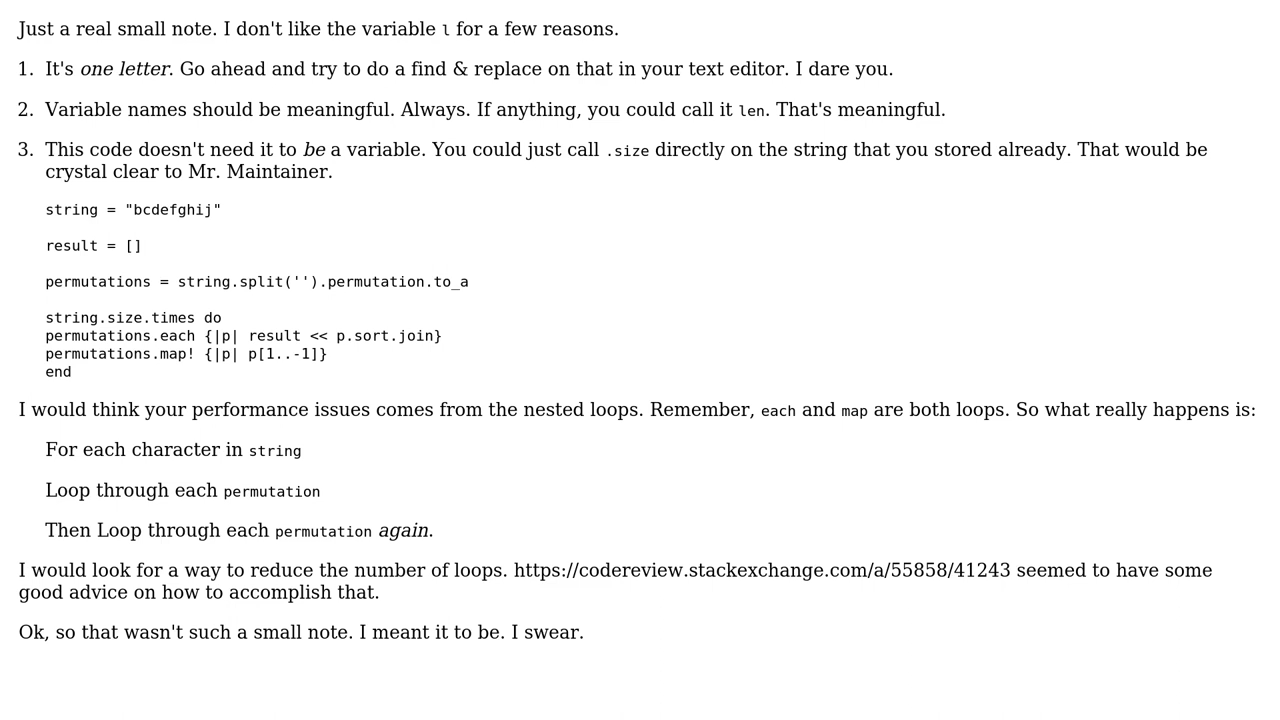 Just a real small note. I don't like the variable l for a few reasons.
1. It's one letter. Go ahead and try to do a find & replace on that in your text editor. I dare you.
2. Variable names should be meaningful. Always. If anything, you could call it len. That's meaningful.
3. This code doesn't need it to be a variable. You could just call .size directly on the string that you stored already. That would be
crystal clear to Mr. Maintainer.
string = "bcdefghij"
result = []
permutations = string.split('').permutation.to_a
string.size.times do
permutations.each {|p| result << p.sort.join}
permutations.map! {|p| p[1..-1]}
end
I would think your performance issues comes from the nested loops. Remember, each and map are both loops. So what really happens is:
For each character in string
Loop through each permutation
Then Loop through each permutation again.
I would look for a way to reduce the number of loops. https://codereview.stackexchange.com/a/55858/41243 seemed to have some
good advice on how to accomplish that.
Ok, so that wasn't such a small note. I meant it to be. I swear.